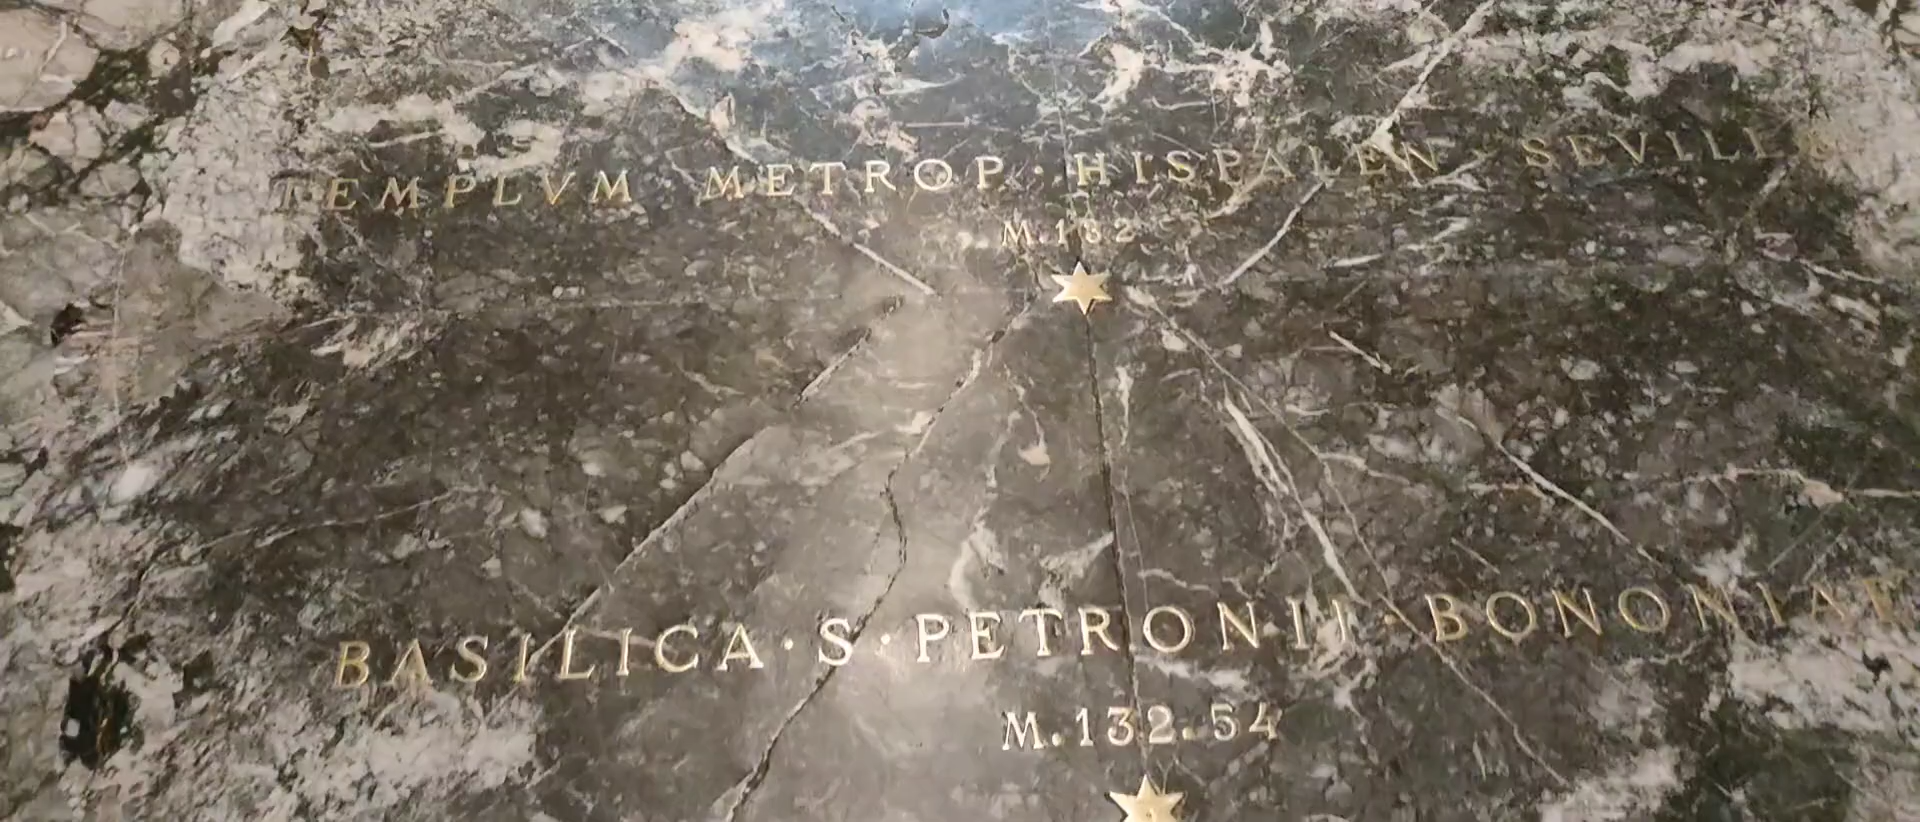 TEMPLVM METROP · HISPALEN · SEVILL
M.132
BASILICA · S · PETRONII · BONONIAE
M.132.54